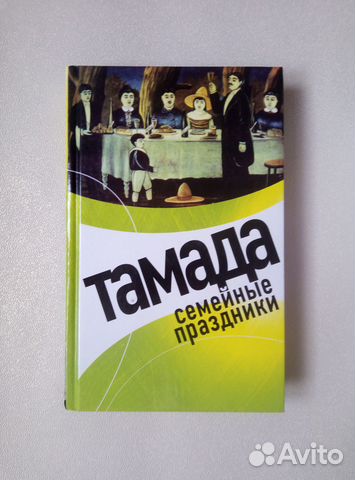 тамада
семейные
праздники
Avito